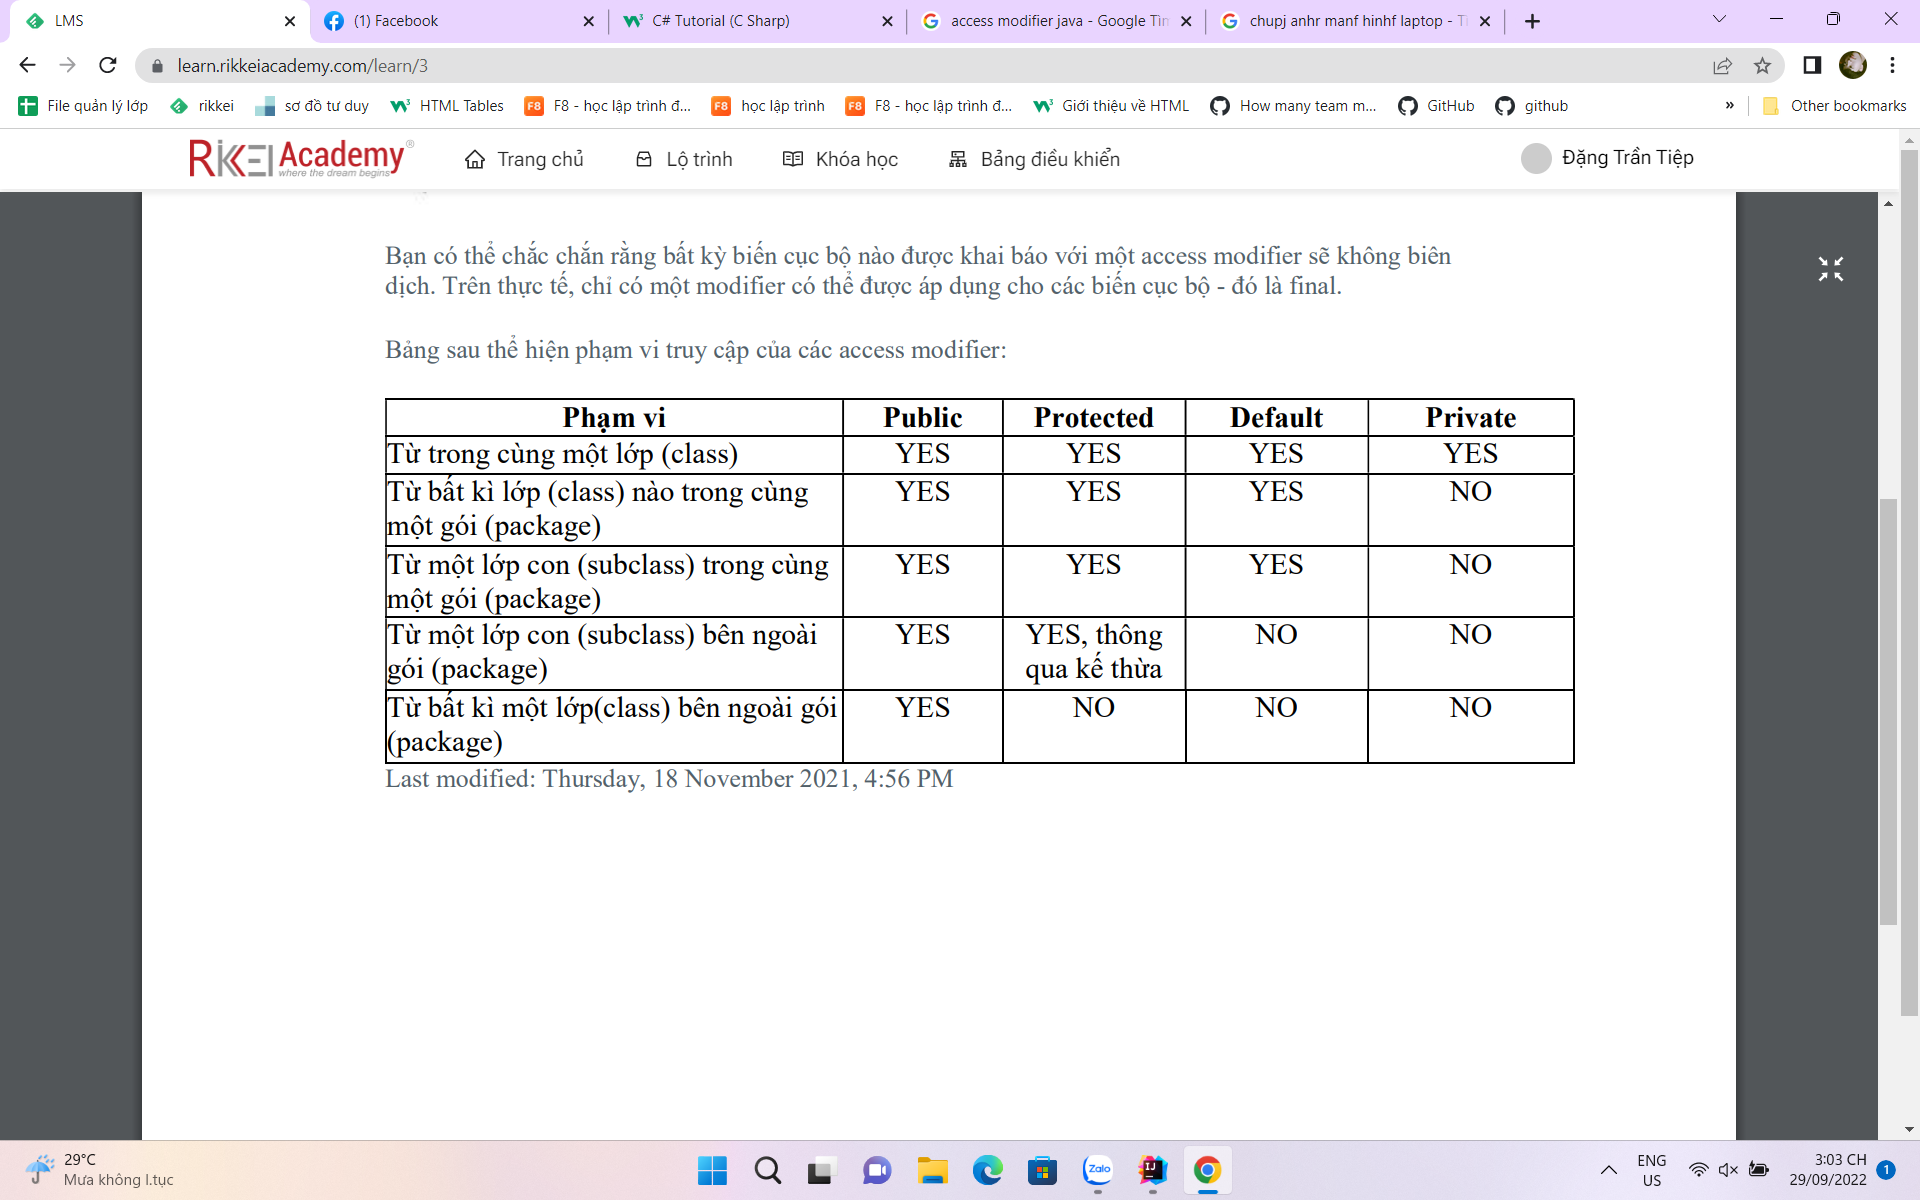 LMS
(1) Facebook
C# Tutorial (C Sharp)
access modifier java - Google Tìm
chupj anhr manf hinhf laptop - T
learn.rikkeiacademy.com/learn/3
File quản lý lớp
rikkei
sơ đồ tư duy
HTML Tables
F8 - học lập trình đ...
học lập trình
F8 - học lập trình đ...
Giới thiệu về HTML
How many team m...
GitHub
github
»
Other bookmarks
RIKKEI Academy®
where the dream begins
Trang chủ
Lộ trình
Khóa học
Bảng điều khiển
Đặng Trần Tiệp
Bạn có thể chắc chắn rằng bất kỳ biến cục bộ nào được khai báo với một access modifier sẽ không biên
dịch. Trên thực tế, chỉ có một modifier có thể được áp dụng cho các biến cục bộ - đó là final.
Bảng sau thể hiện phạm vi truy cập của các access modifier:
Phạm vi Public Protected Default Private
Từ trong cùng một lớp (class) YES YES YES YES
Từ bất kì lớp (class) nào trong cùng YES YES YES NO
một gói (package)
Từ một lớp con (subclass) trong cùng YES YES YES NO
một gói (package)
Từ một lớp con (subclass) bên ngoài YES YES, thông NO NO
gói (package) qua kế thừa
Từ bất kì một lớp(class) bên ngoài gói YES NO NO NO
(package)
Last modified: Thursday, 18 November 2021, 4:56 PM
29°C
Mưa không l.tục
Zalo
IJ
ENG
US
3:03 CH
29/09/2022
1